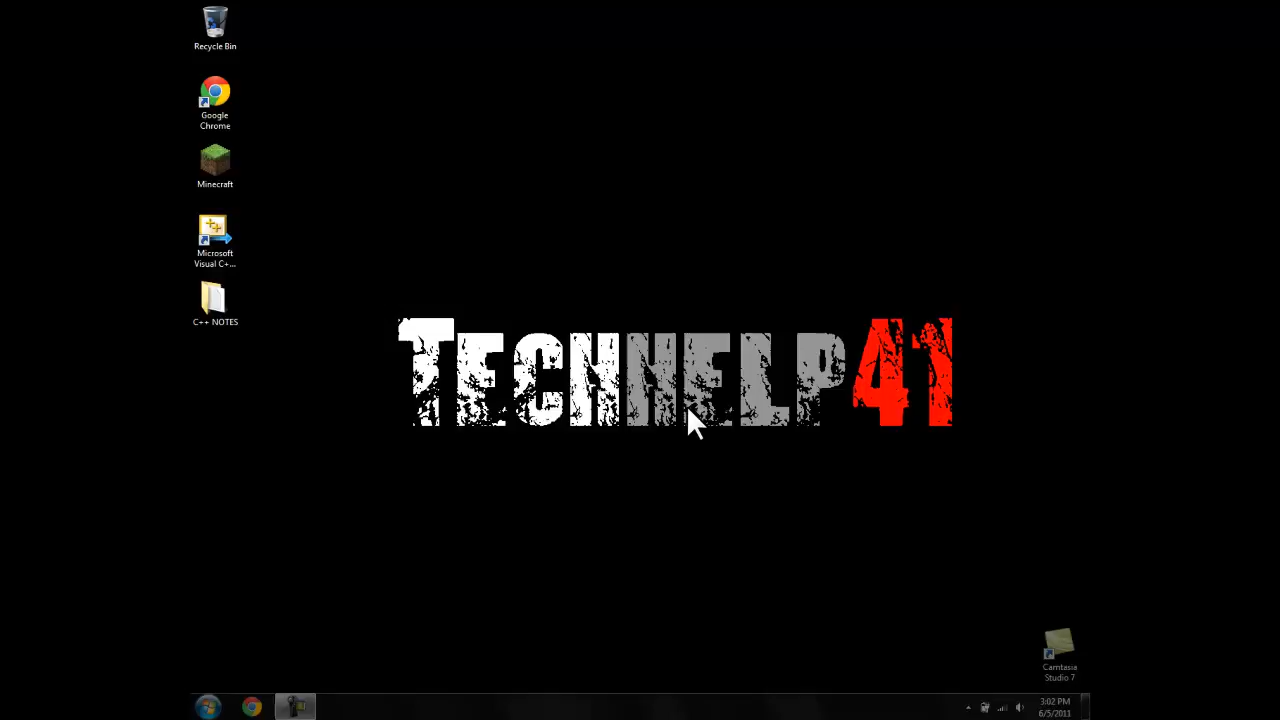 Recycle Bin
Google
Chrome
Minecraft
Microsoft
Visual C+...
C++ NOTES
TECHHELP41
Camtasia
Studio 7
3:02 PM
6/5/2011